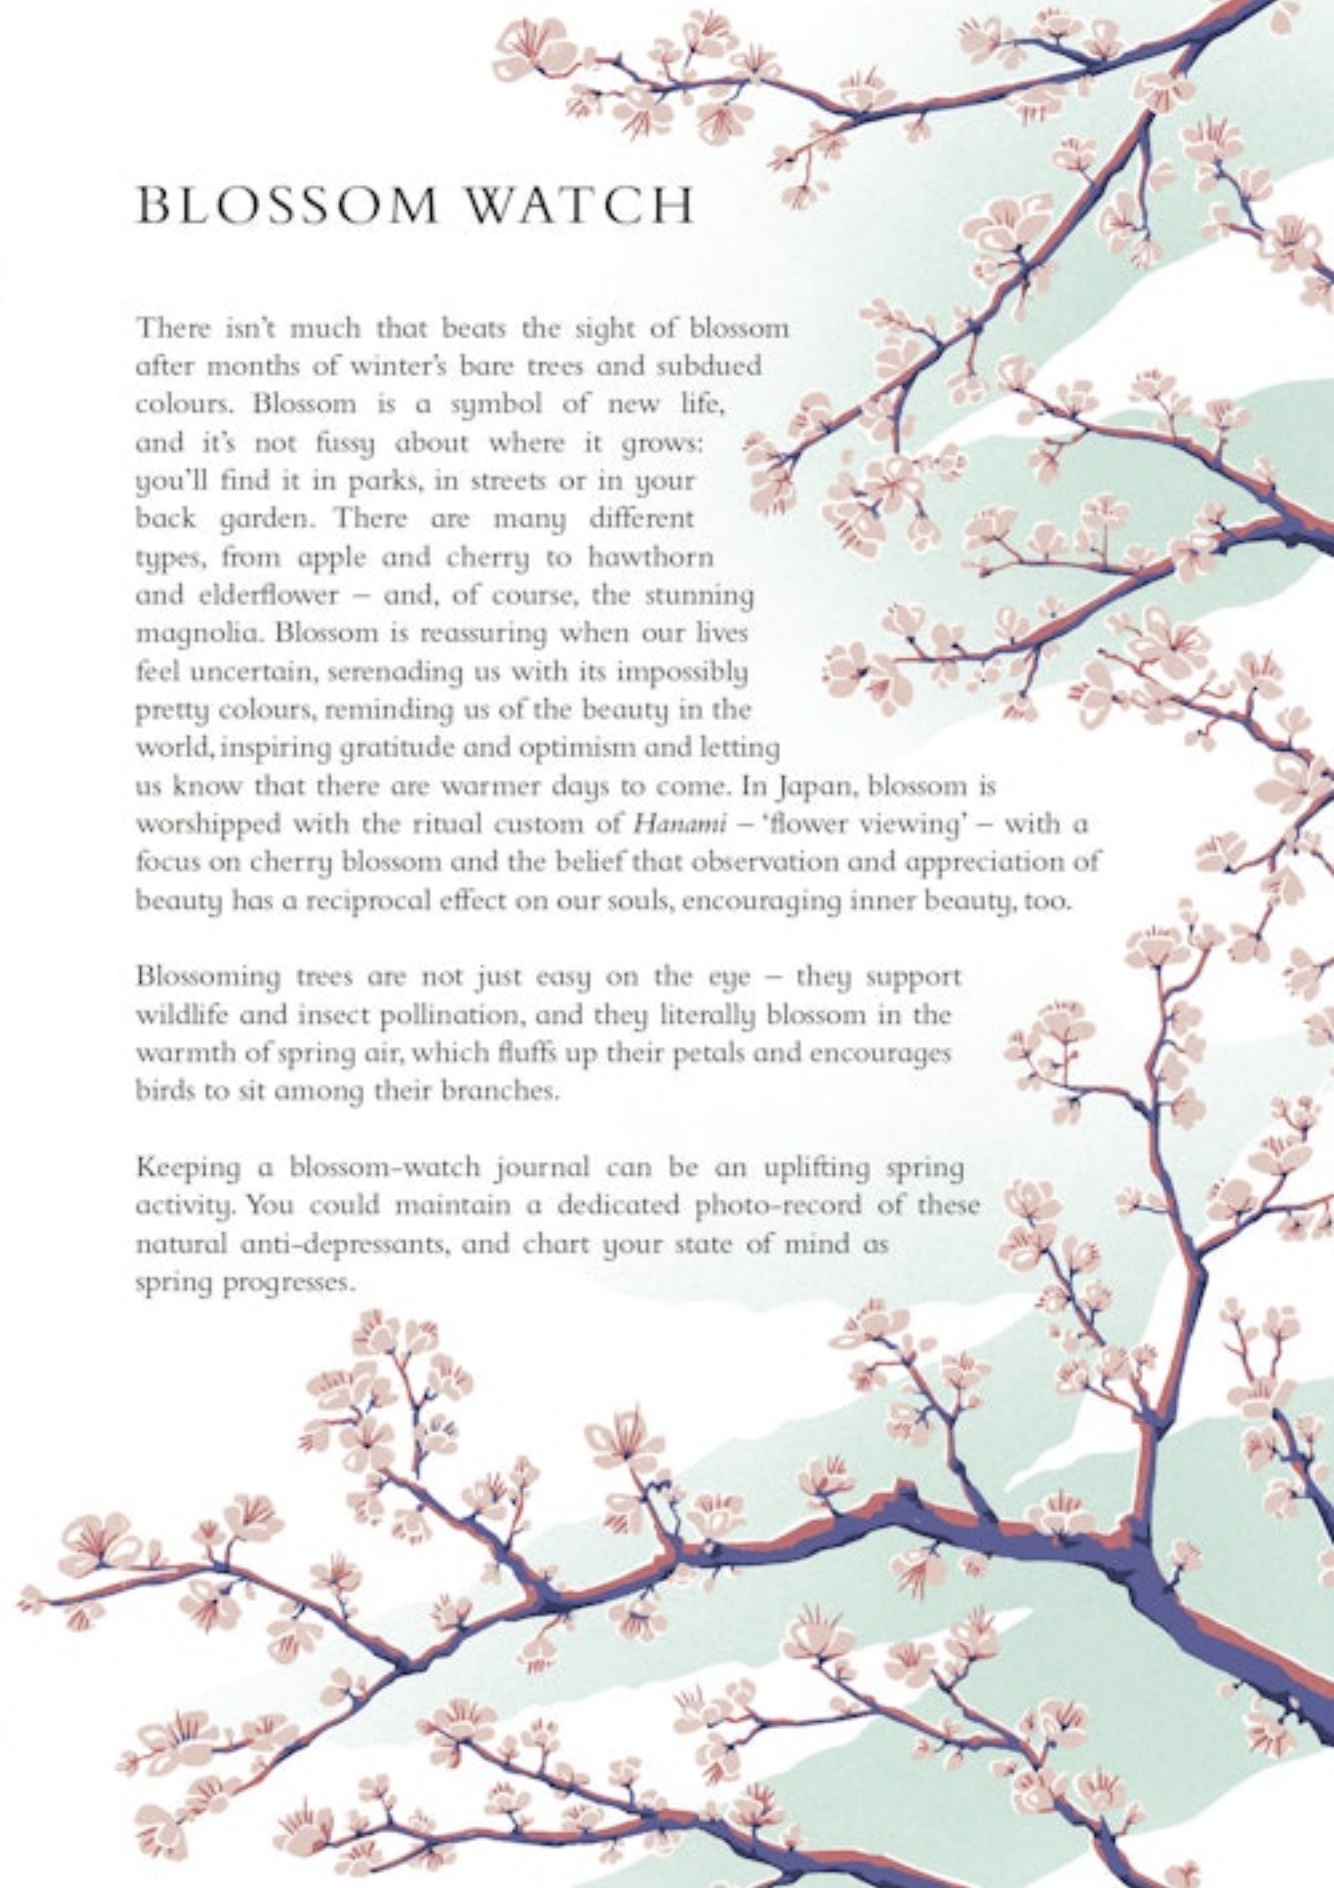 BLOSSOM WATCH
There isn't much that beats the sight of blossom
after months of winter's bare trees and subdued
colours. Blossom is a symbol of new life,
and it's not fussy about where it grows:
you'll find it in parks, in streets or in your
back garden. There are many different
types, from apple and cherry to hawthorn
and elderflower – and, of course, the stunning
magnolia. Blossom is reassuring when our lives
feel uncertain, serenading us with its impossibly
pretty colours, reminding us of the beauty in the
world, inspiring gratitude and optimism and letting
us know that there are warmer days to come. In Japan, blossom is
worshipped with the ritual custom of Hanami – ‘flower viewing’ – with a
focus on cherry blossom and the belief that observation and appreciation of
beauty has a reciprocal effect on our souls, encouraging inner beauty, too.
Blossoming trees are not just easy on the eye – they support
wildlife and insect pollination, and they literally blossom in the
warmth of spring air, which fluffs up their petals and encourages
birds to sit among their branches.
Keeping a blossom-watch journal can be an uplifting spring
activity. You could maintain a dedicated photo-record of these
natural anti-depressants, and chart your state of mind as
spring progresses.